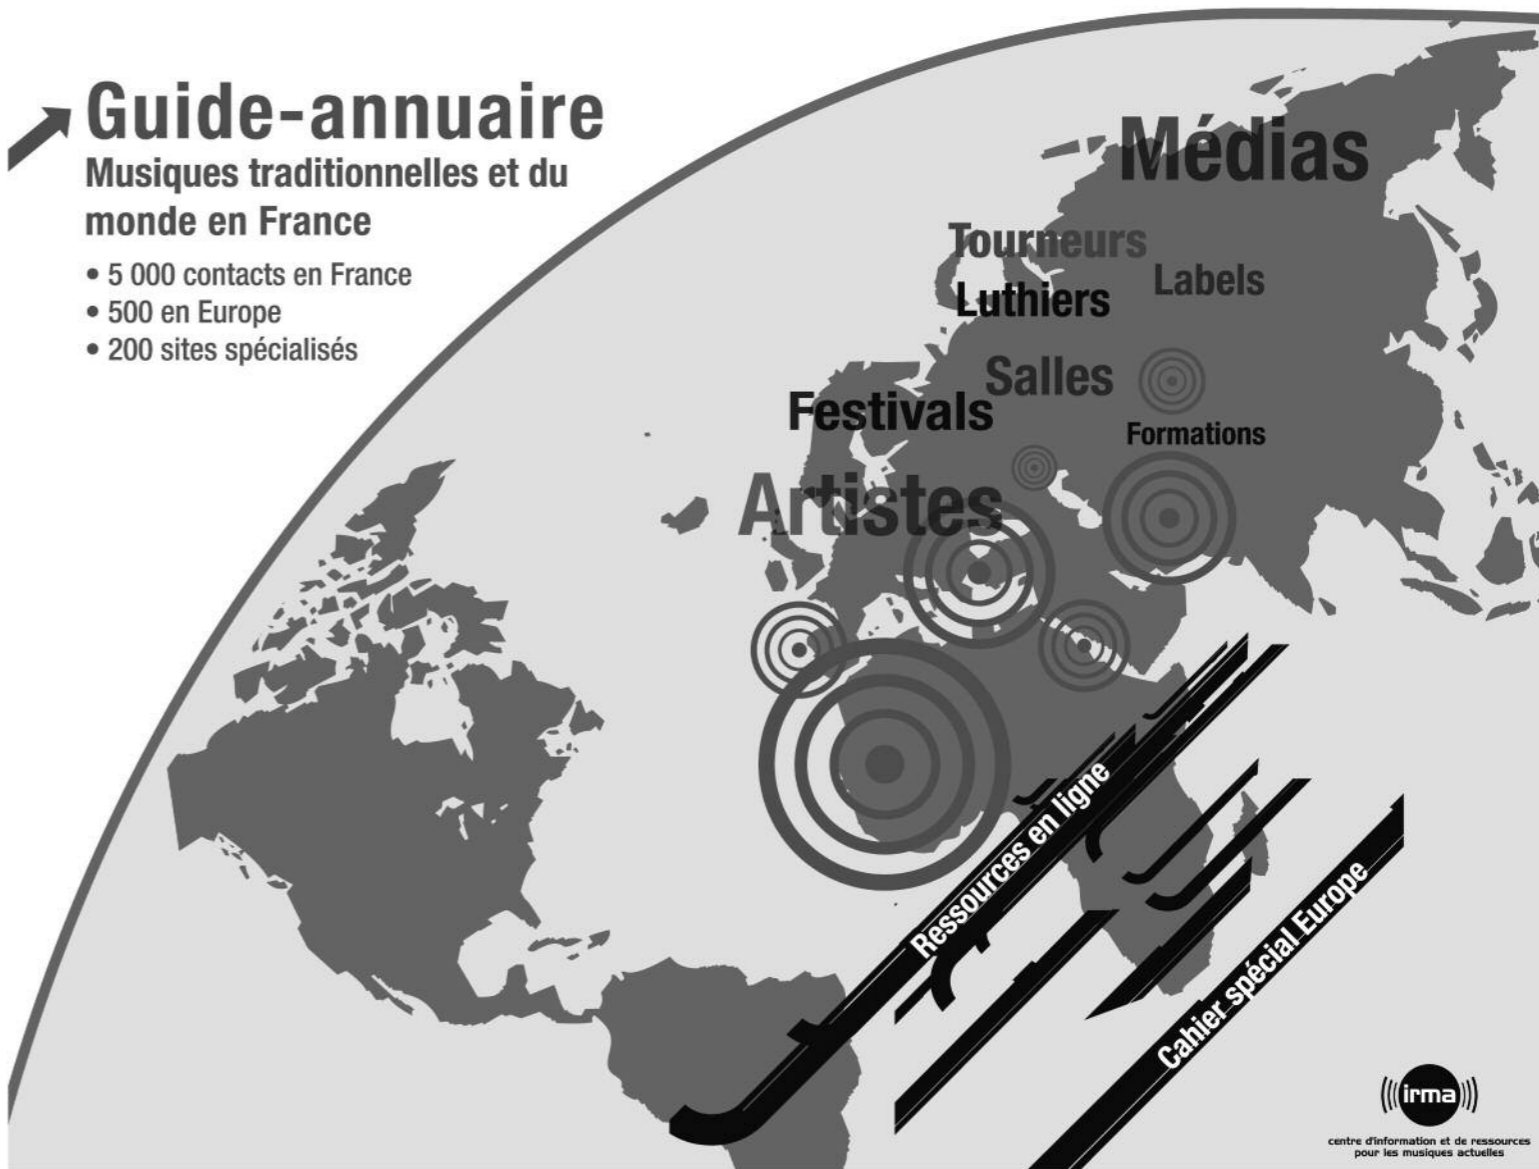 Guide-annuaire
Musiques traditionnelles et du
monde en France
• 5 000 contacts en France
• 500 en Europe
• 200 sites spécialisés
Médias
Tourneurs
Labels
Luthiers
Salles
Festivals
Formations
Artistes
Ressources en ligne
Cahier spécial Europe
irma
centre d'information et de ressources
pour les musiques actuelles